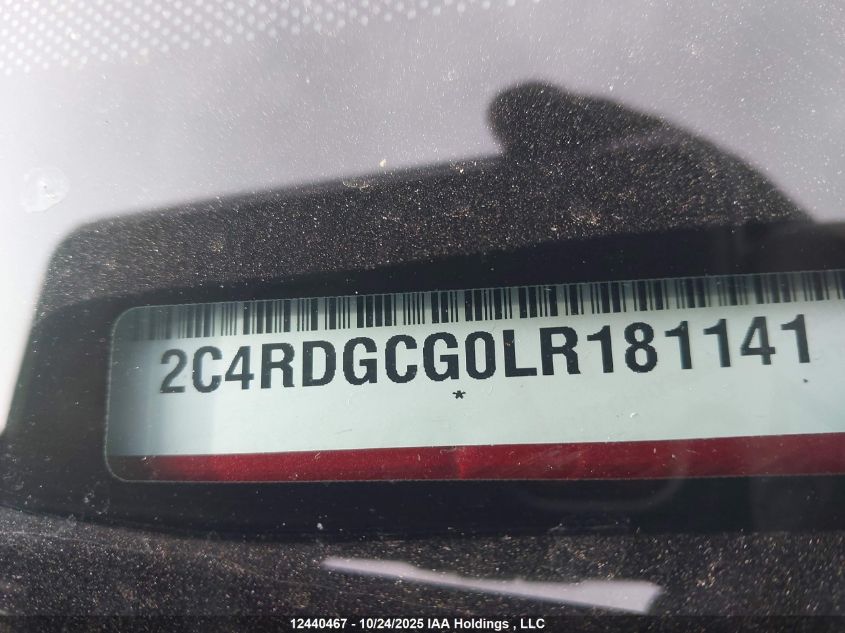 2C4RDGCG0LR181141
*
12440467 - 10/24/2025 IAA Holdings , LLC